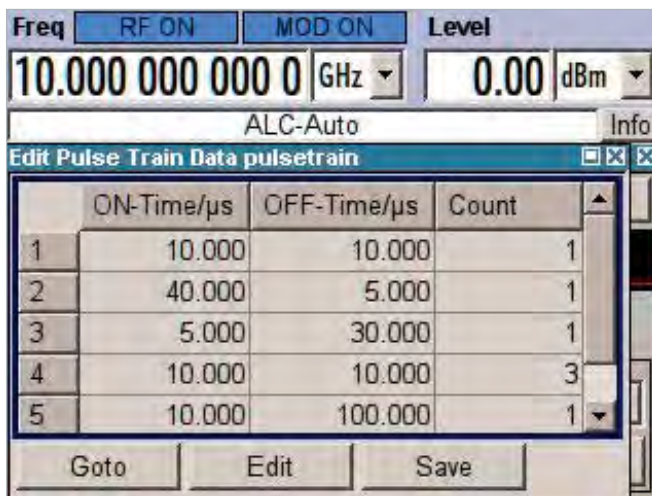 Freq RF ON MOD ON Level
10.000 000 000 0 GHz 0.00 dBm
ALC-Auto Info
Edit Pulse Train Data pulsetrain
ON-Time/µs OFF-Time/µs Count
1 10.000 10.000 1
2 40.000 5.000 1
3 5.000 30.000 1
4 10.000 10.000 3
5 10.000 100.000 1
Goto Edit Save